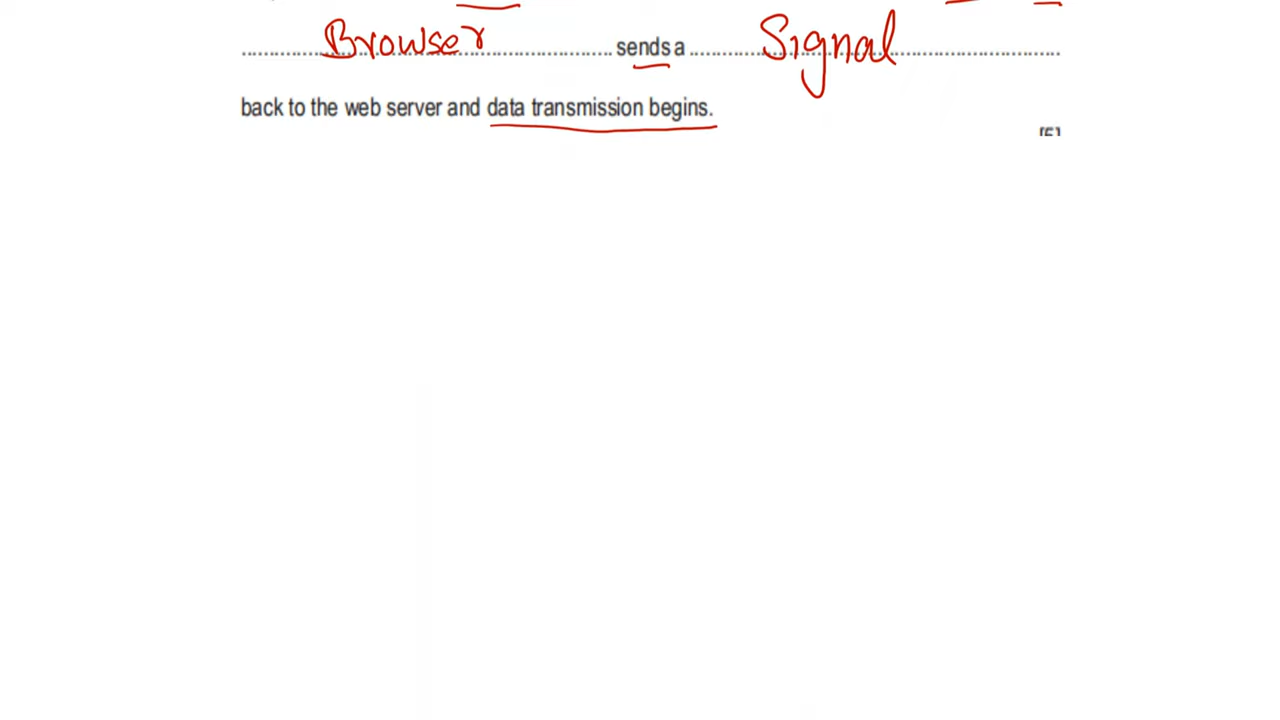 Browser sends a Signal
back to the web server and data transmission begins.